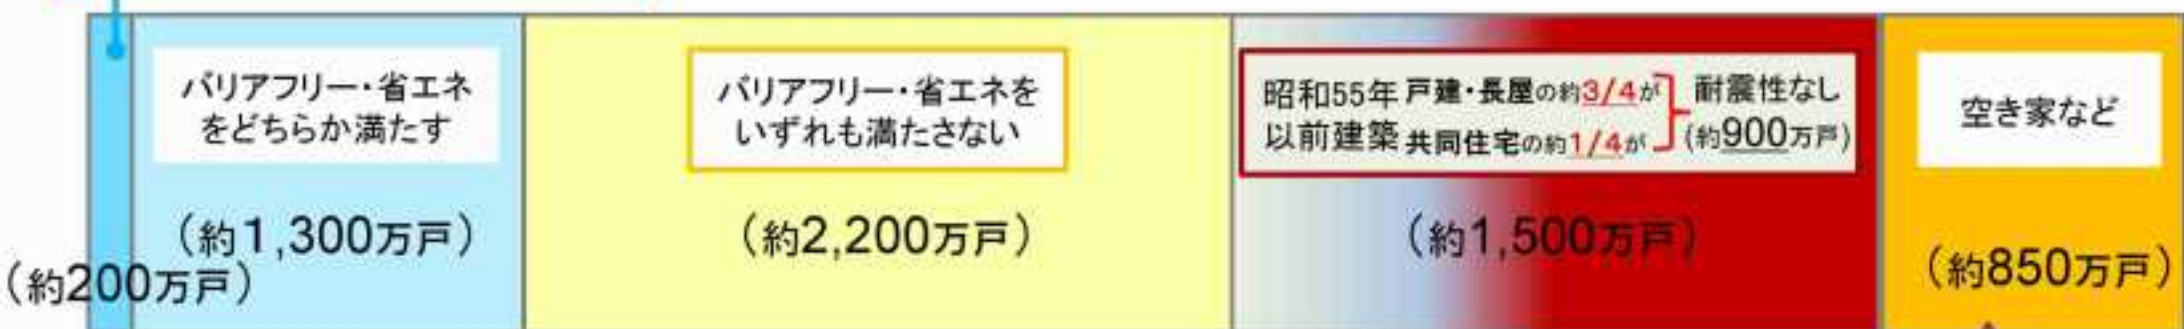 バリアフリー・省エネ
をどちらか満たす
(約1,300万戸)
(約200万戸)
バリアフリー・省エネを
いずれも満たさない
(約2,200万戸)
昭和55年 戸建・長屋の約3/4が 耐震性なし
以前建築 共同住宅の約1/4が (約900万戸)
(約1,500万戸)
空き家など
(約850万戸)